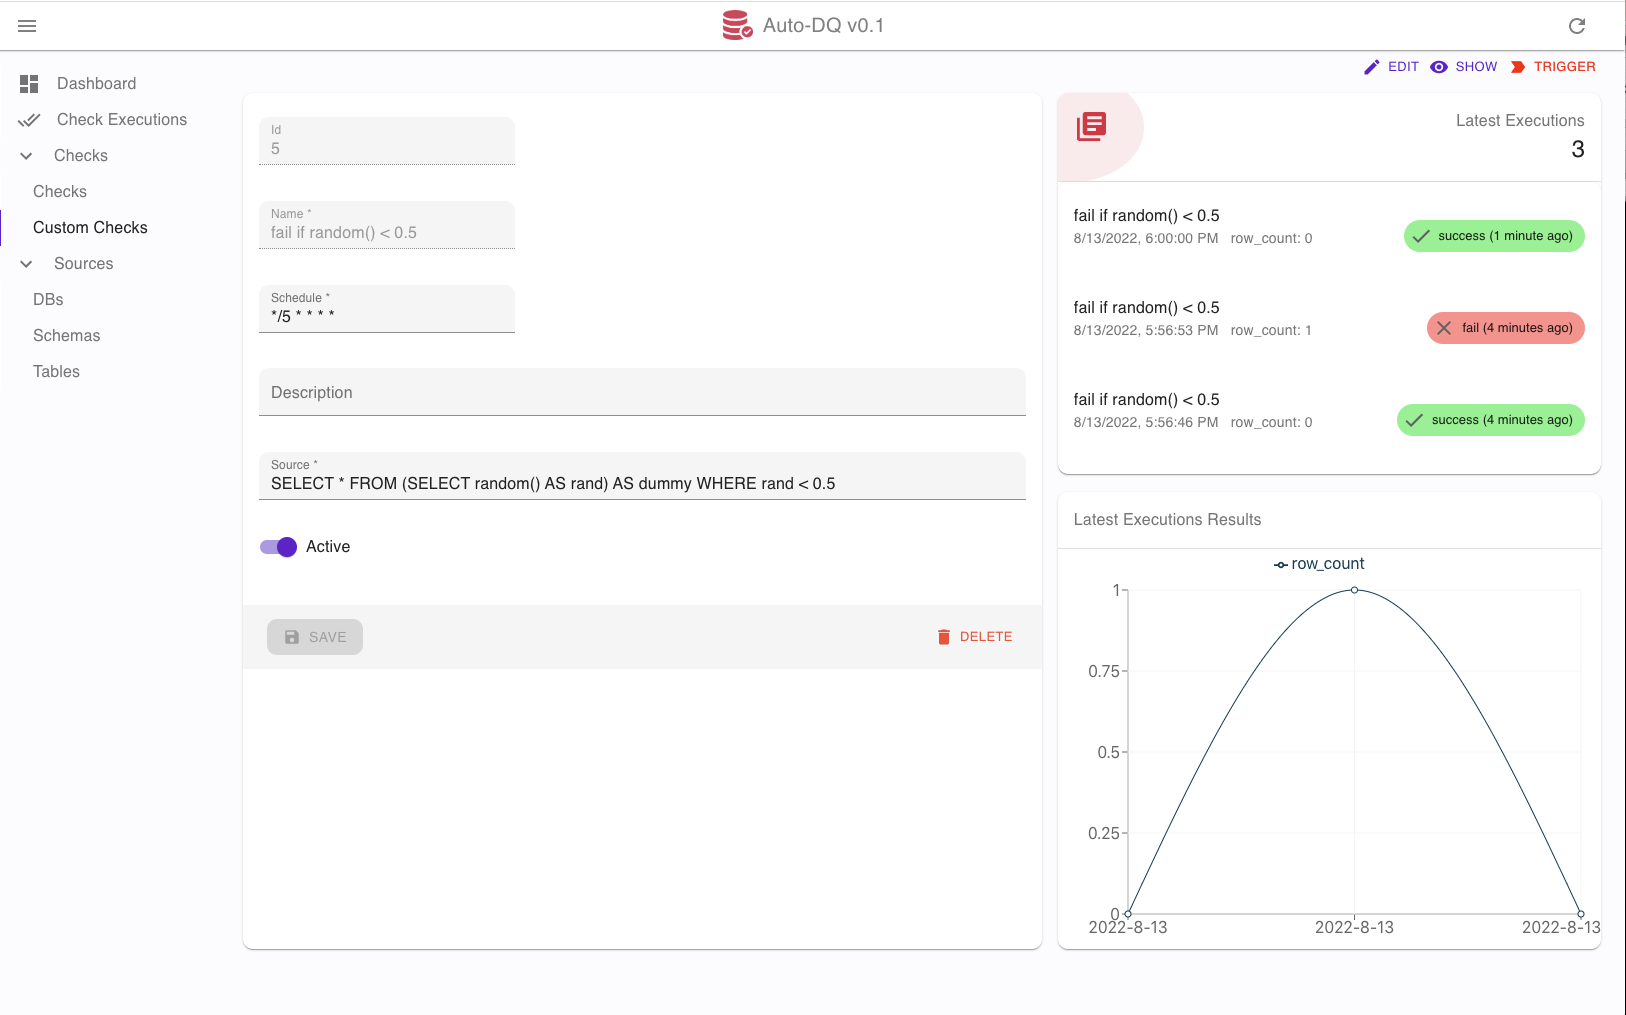 Auto-DQ v0.1
EDIT SHOW TRIGGER
Dashboard
Check Executions
Checks
Checks
Custom Checks
Sources
DBs
Schemas
Tables
Id
5
Name *
fail if random() < 0.5
Schedule *
*/5 * * * *
Description
Source *
SELECT * FROM (SELECT random() AS rand) AS dummy WHERE rand < 0.5
Active
SAVE
DELETE
Latest Executions
3
fail if random() < 0.5
8/13/2022, 6:00:00 PM row_count: 0
success (1 minute ago)
fail if random() < 0.5
8/13/2022, 5:56:53 PM row_count: 1
fail (4 minutes ago)
fail if random() < 0.5
8/13/2022, 5:56:46 PM row_count: 0
success (4 minutes ago)
Latest Executions Results
row_count
1
0.75
0.5
0.25
0
2022-8-13 2022-8-13 2022-8-13